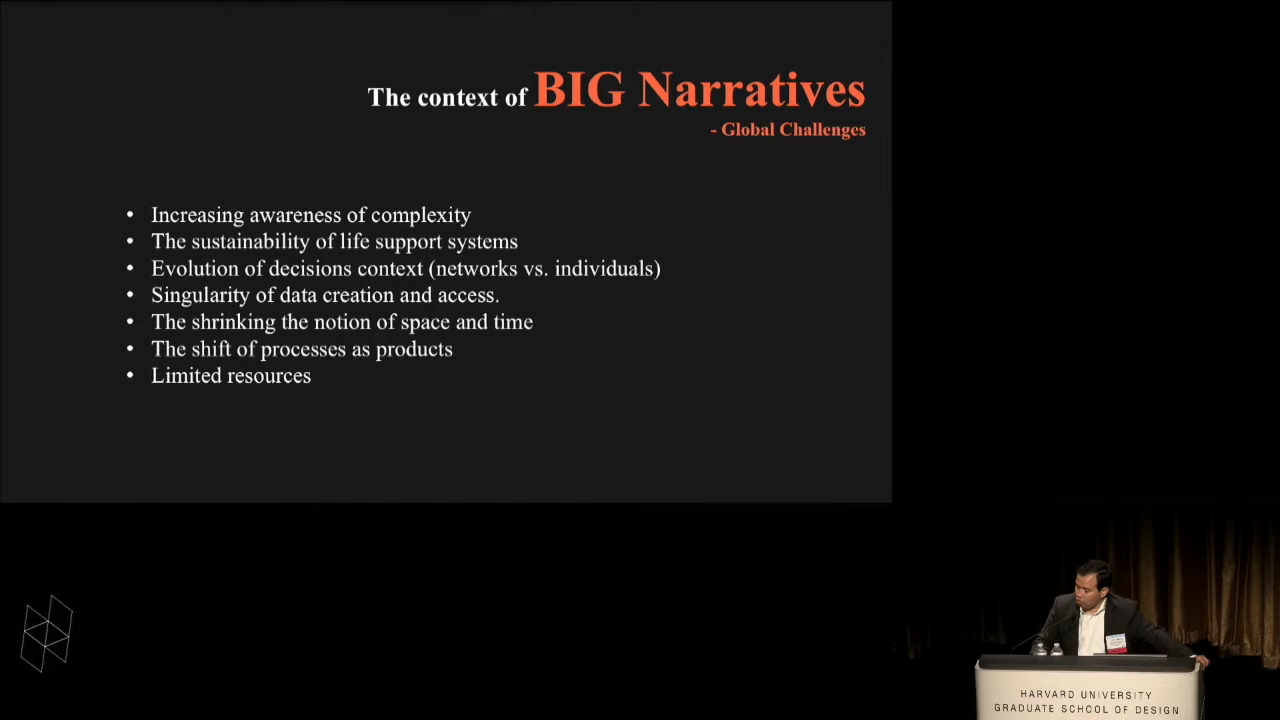 The context of BIG Narratives
- Global Challenges
• Increasing awareness of complexity
• The sustainability of life support systems
• Evolution of decisions context (networks vs. individuals)
• Singularity of data creation and access.
• The shrinking the notion of space and time
• The shift of processes as products
• Limited resources
HARVARD UNIVERSITY
GRADUATE SCHOOL OF DESIGN